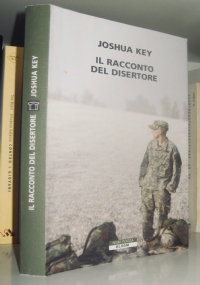 JOSHUA KEY
IL RACCONTO
DEL DISERTORE
IL RACCONTO DEL DISERTORE JOSHUA KEY